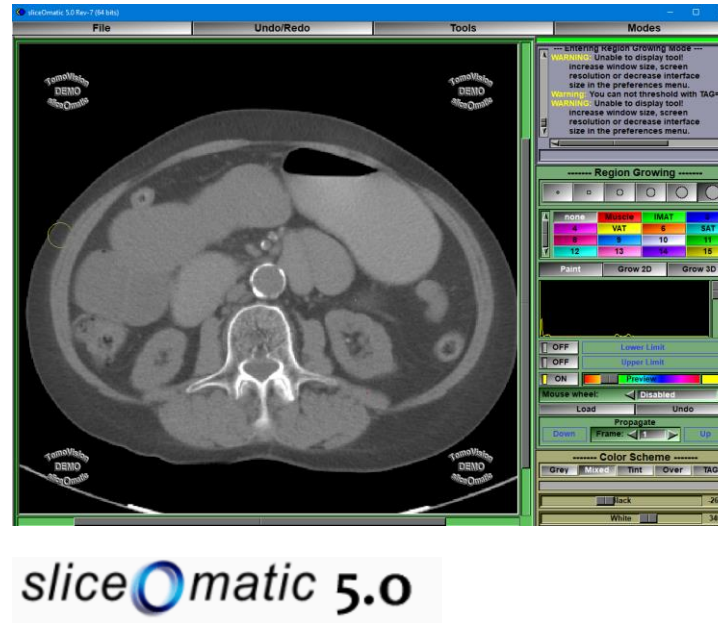 sliceOmatic 5.0 Rev-7 (64 bits)
File Undo/Redo Tools Modes
--- Entering Region Growing Mode ---
WARNING: Unable to display tool!
increase window size, screen
resolution or decrease interface
size in the preferences menu.
Warning: You can not threshold with TAG=
WARNING: Unable to display tool!
increase window size, screen
resolution or decrease interface
size in the preferences menu.
TomoVision DEMO sliceOmatic
TomoVision DEMO sliceOmatic
------- Region Growing -------
none Muscle IMAT 3
4 VAT 6 SAT
8 9 10 11
12 13 14 15
Paint Grow 2D Grow 3D
OFF Lower Limit
OFF Upper Limit
ON Preview
Mouse wheel: Disabled
Load Undo
Propagate
Down Frame: 1 Up
TomoVision DEMO sliceOmatic
TomoVision DEMO sliceOmatic
------- Color Scheme -------
Grey Mixed Tint Over TAG
Black -26
White 34
sliceOmatic 5.0